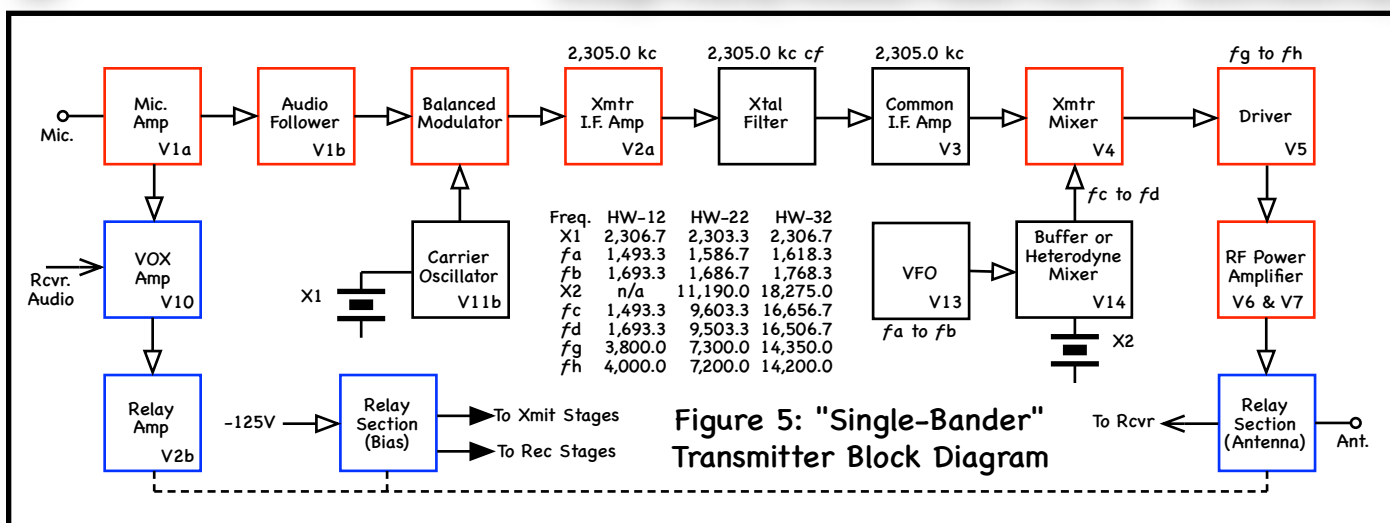 2,305.0 kc
2,305.0 kc cf
2,305.0 kc
fg to fh
Mic.
Mic.
Amp
V1a
Audio
Follower
V1b
Balanced
Modulator
Xmtr
I.F. Amp
V2a
Xtal
Filter
Common
I.F. Amp
V3
Xmtr
Mixer
V4
Driver
V5
fc to fd
Rcvr.
Audio
VOX
Amp
V10
X1
Carrier
Oscillator
V11b
Freq. HW-12 HW-22 HW-32
X1 2,306.7 2,303.3 2,306.7
fa 1,493.3 1,586.7 1,618.3
fb 1,693.3 1,686.7 1,768.3
X2 n/a 11,190.0 18,275.0
fc 1,493.3 9,603.3 16,656.7
fd 1,693.3 9,503.3 16,506.7
fg 3,800.0 7,300.0 14,350.0
fh 4,000.0 7,200.0 14,200.0
VFO
V13
fa to fb
Buffer or
Heterodyne
Mixer
V14
X2
RF Power
Amplifier
V6 & V7
Relay
Amp
V2b
-125V
Relay
Section
(Bias)
To Xmit Stages
To Rec Stages
Figure 5: "Single-Bander"
Transmitter Block Diagram
To Rcvr
Relay
Section
(Antenna)
Ant.